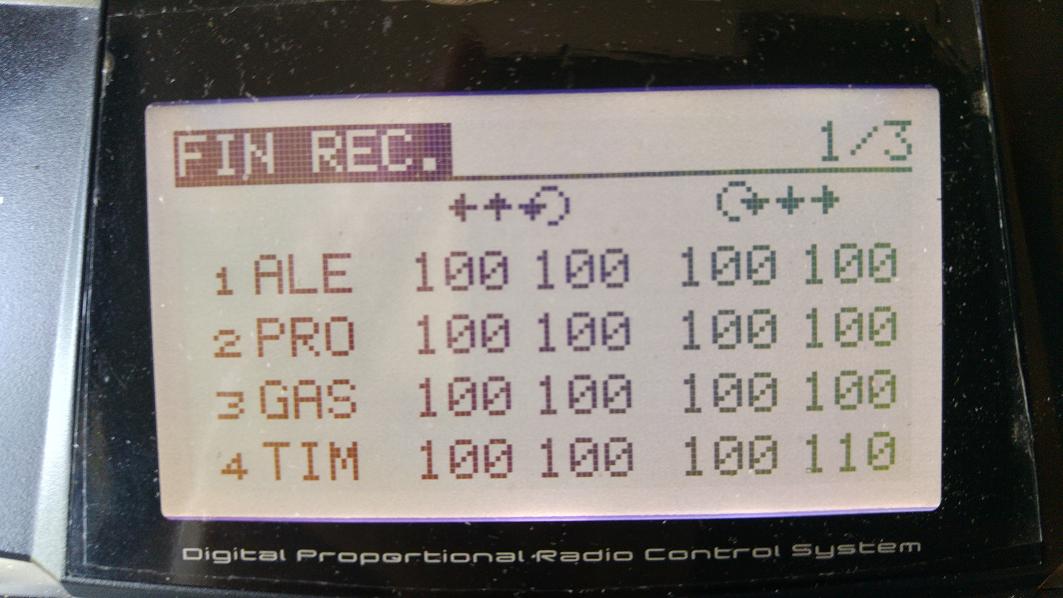 FIN REC. 1/3
←↑↓ ↓↓→
1 ALE 100 100 100 100
2 PRO 100 100 100 100
3 GAS 100 100 100 100
4 TIM 100 100 100 110
Digital Proportional Radio Control System